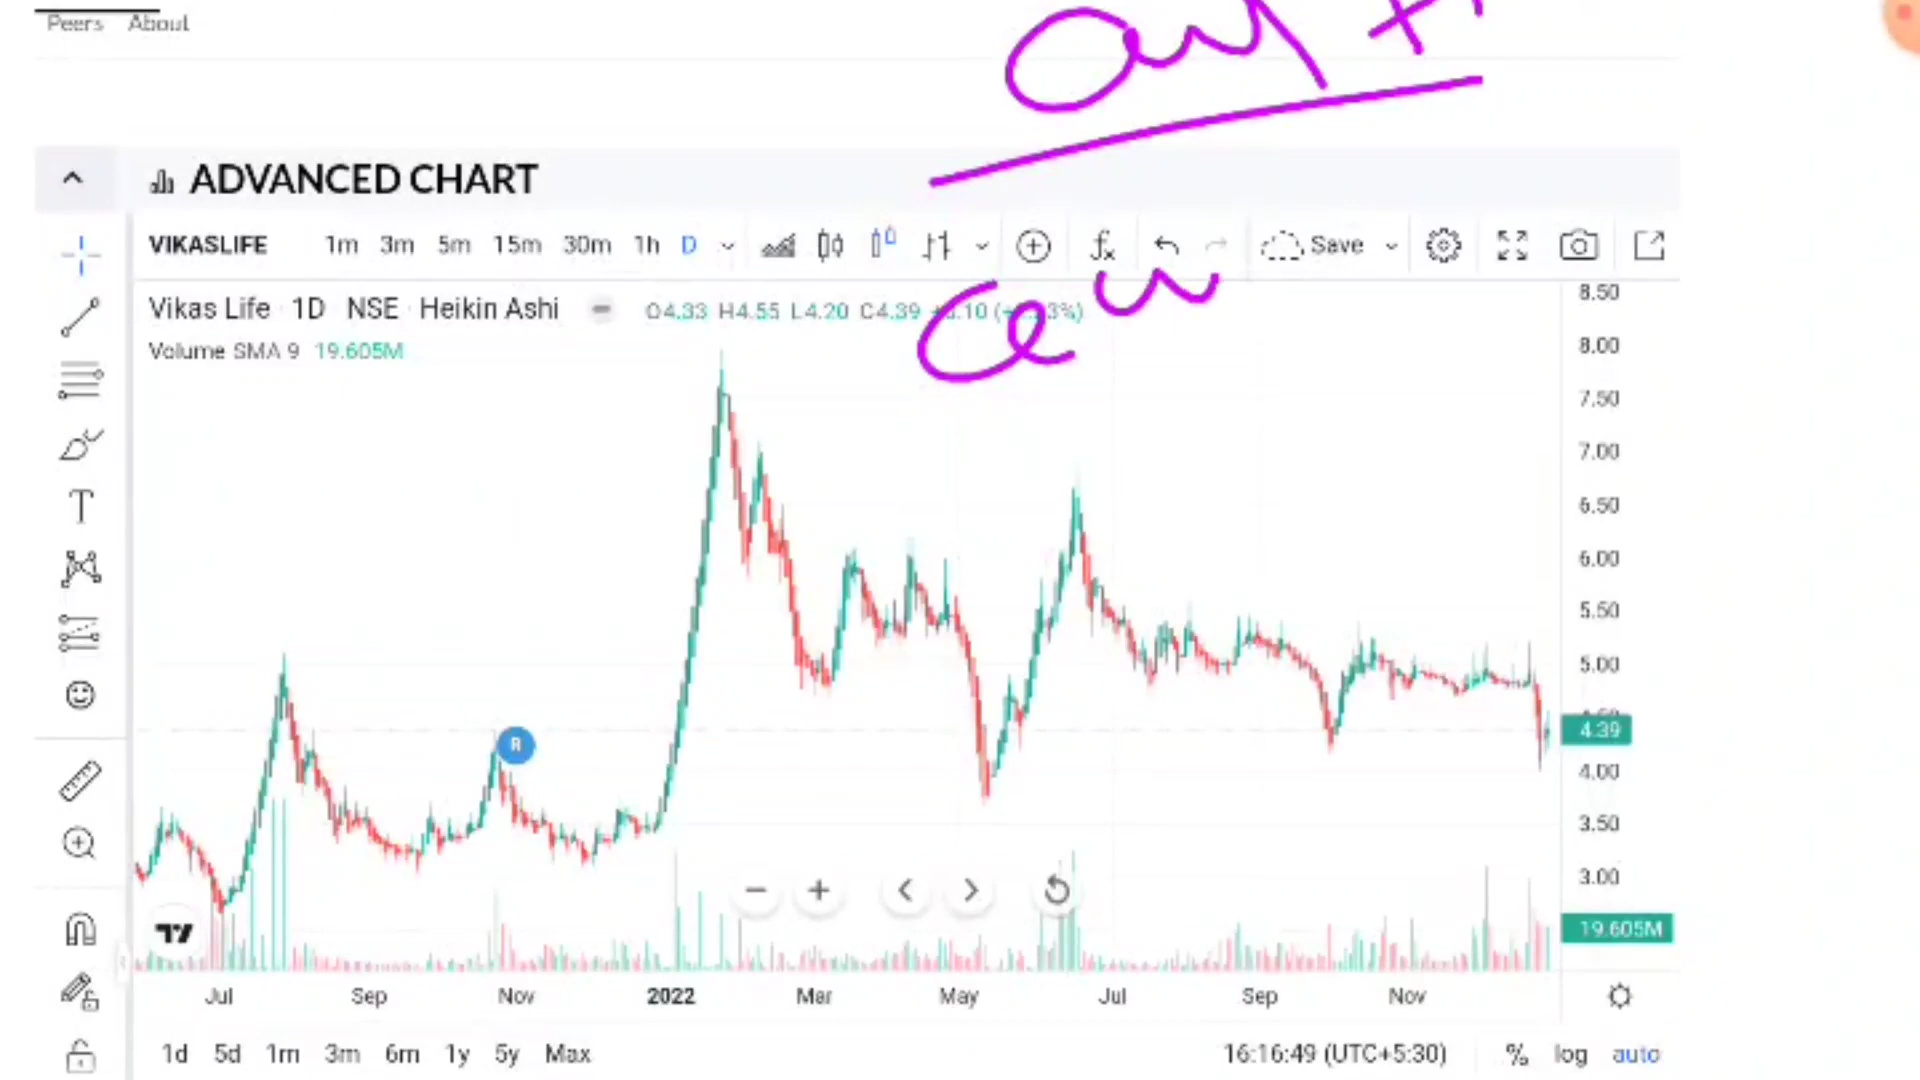 Peers About
ADVANCED CHART
VIKASLIFE 1m 3m 5m 15m 30m 1h D fx Save
Vikas Life · 1D · NSE · Heikin Ashi O4.33 H4.55 L4.20 C4.39
Volume SMA 9 19.605M
8.50
8.00
7.50
7.00
6.50
6.00
5.50
5.00
4.39
4.00
3.50
3.00
19.605M
R
Jul Sep Nov 2022 Mar May Jul Sep Nov
1d 5d 1m 3m 6m 1y 5y Max 16:16:49 (UTC+5:30) % log auto